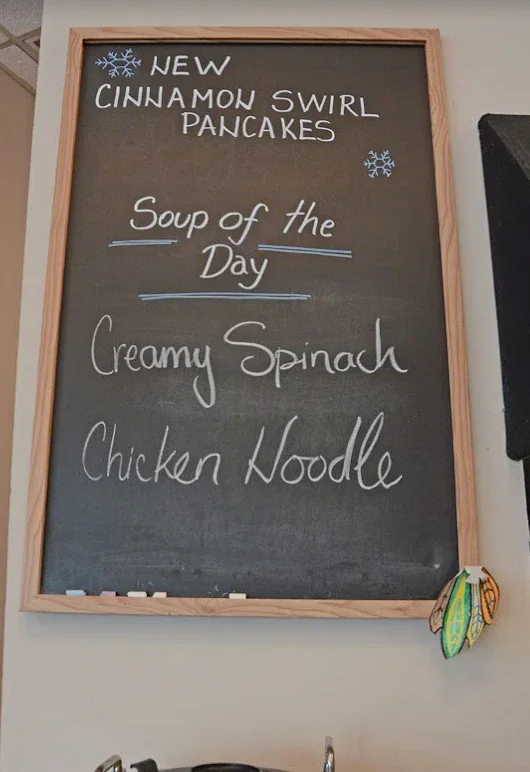 NEW
CINNAMON SWIRL
PANCAKES
Soup of the
Day
Creamy Spinach
Chicken Noodle